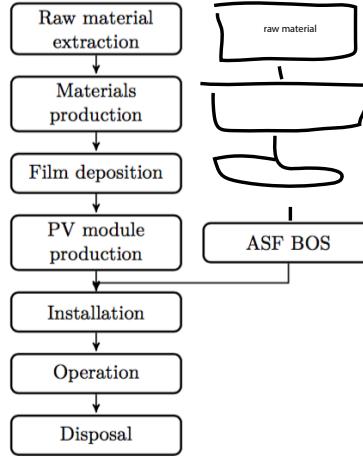 Raw material
extraction
raw material
Materials
production
Film deposition
PV module
production
ASF BOS
Installation
Operation
Disposal